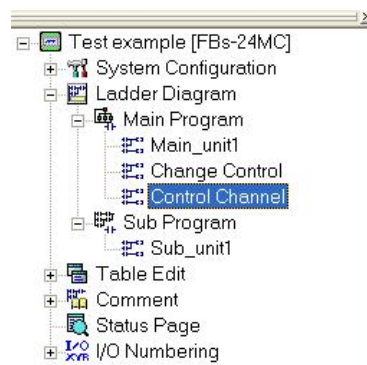 Test example [FBs-24MC]
System Configuration
Ladder Diagram
Main Program
Main_unit1
Change Control
Control Channel
Sub Program
Sub_unit1
Table Edit
Comment
Status Page
I/O Numbering